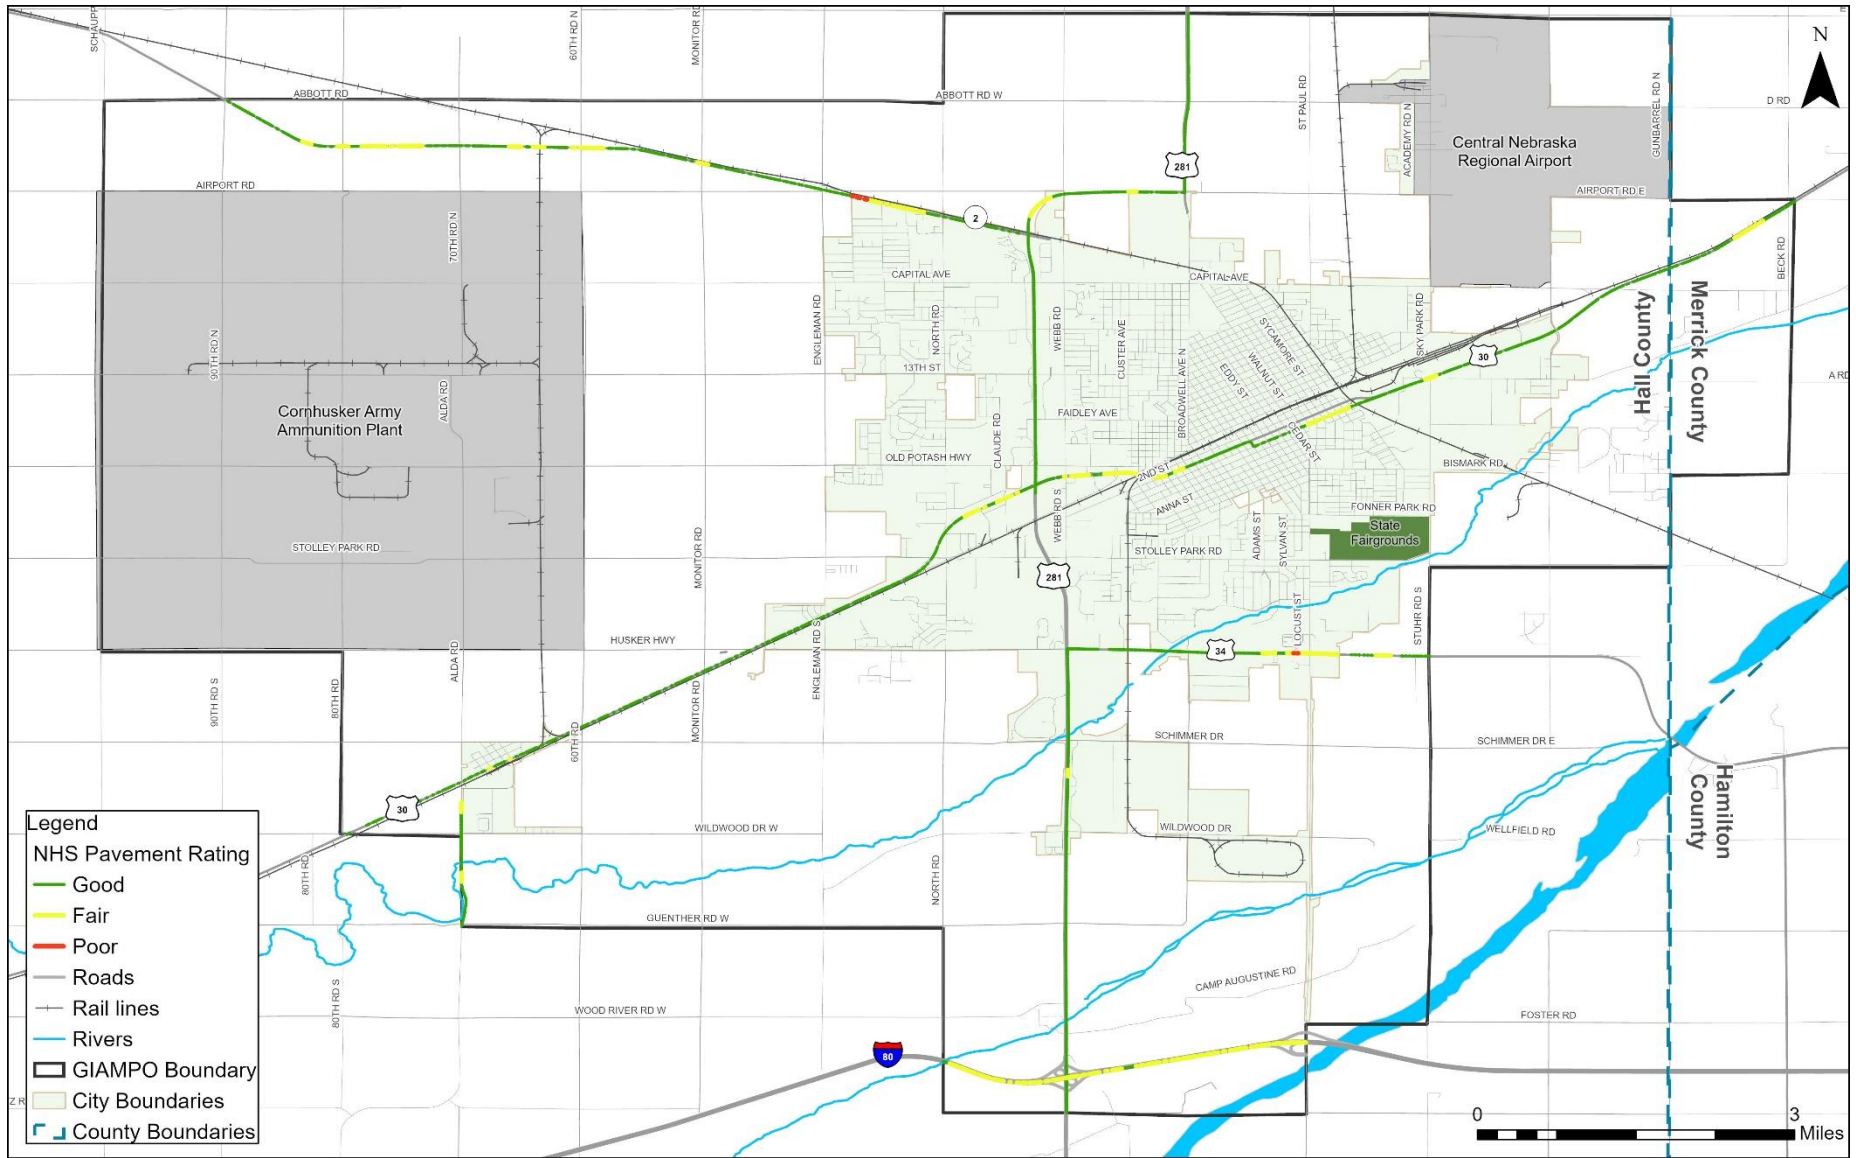 SCHAUPP
60TH RD N
MONITOR RD
N
ABBOTT RD
ABBOTT RD W
ST PAUL RD
ACADEMY RD N
GUNBARREL RD N
D RD
Central Nebraska
Regional Airport
281
AIRPORT RD
AIRPORT RD E
70TH RD N
2
BECK RD
CAPITAL AVE
CAPITAL AVE
ENGLEMAN RD
NORTH RD
WEBB RD
CUSTER AVE
SYCAMORE ST
SKY PARK RD
Hall County
Merrick County
90TH RD N
13TH ST
BROADWELL AVE N
EDDY ST
WALNUT ST
30
A RD
ALDA RD
Cornhusker Army
Ammunition Plant
FAIDLEY AVE
CLAUDE RD
CEDAR ST
OLD POTASH HWY
2ND ST
BISMARK RD
ANNA ST
WEBB RD S
FONNER PARK RD
State
Fairgrounds
STOLLEY PARK RD
MONITOR RD
STOLLEY PARK RD
ADAMS ST
SYLVAN ST
281
LOCUST ST
STUHR RD S
HUSKER HWY
ENGLEMAN RD S
34
ALDA RD
90TH RD S
80TH RD
MONITOR RD
60TH RD
SCHIMMER DR
SCHIMMER DR E
Hamilton
County
30
WILDWOOD DR W
WILDWOOD DR
WELLFIELD RD
80TH RD
NORTH RD
GUENTHER RD W
CAMP AUGUSTINE RD
80TH RD S
WOOD RIVER RD W
FOSTER RD
80
Legend
NHS Pavement Rating
Good
Fair
Poor
Roads
Rail lines
Rivers
GIAMPO Boundary
City Boundaries
County Boundaries
0 3
Miles